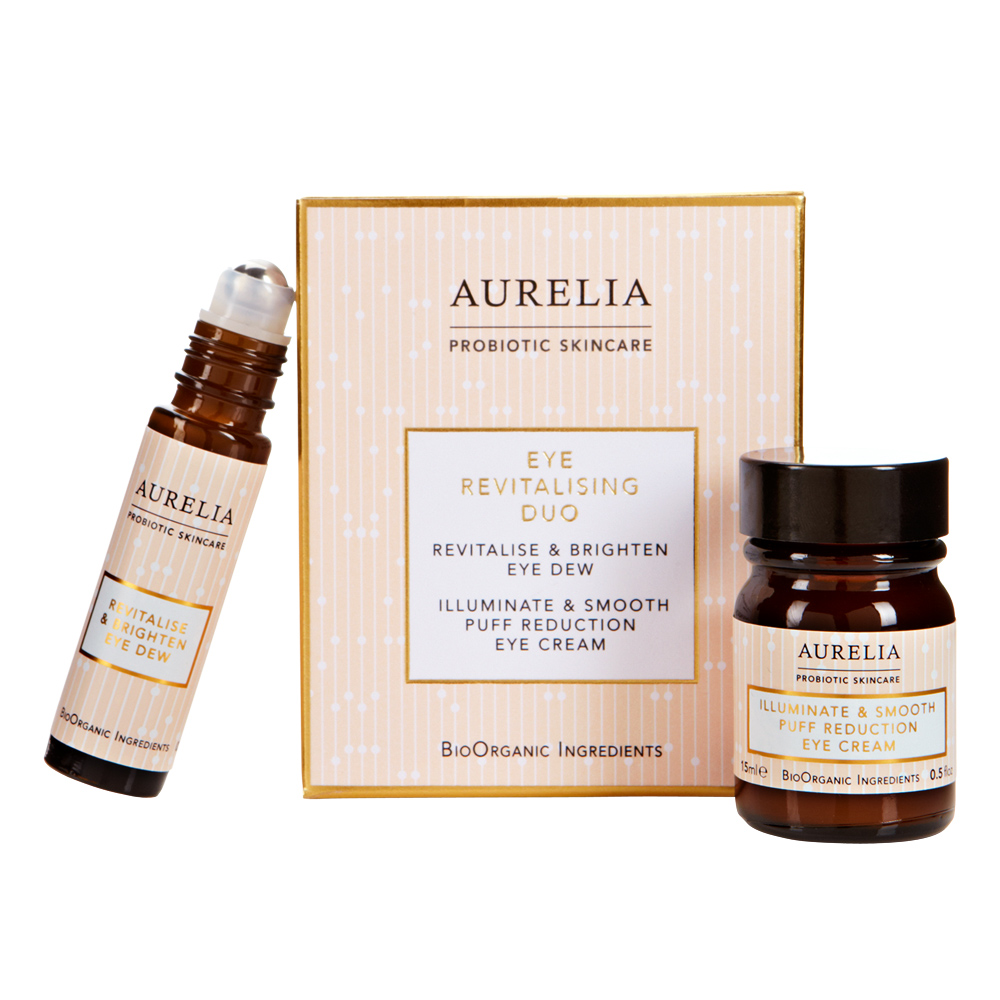 AURELIA
PROBIOTIC SKINCARE
REVITALISE
& BRIGHTEN
EYE DEW
BIOORGANIC INGREDIENTS
AURELIA
PROBIOTIC SKINCARE
EYE
REVITALISING
DUO
REVITALISE & BRIGHTEN
EYE DEW
ILLUMINATE & SMOOTH
PUFF REDUCTION
EYE CREAM
BIOORGANIC INGREDIENTS
AURELIA
PROBIOTIC SKINCARE
ILLUMINATE & SMOOTH
PUFF REDUCTION
EYE CREAM
15ml℮ BIOORGANIC INGREDIENTS 0.5